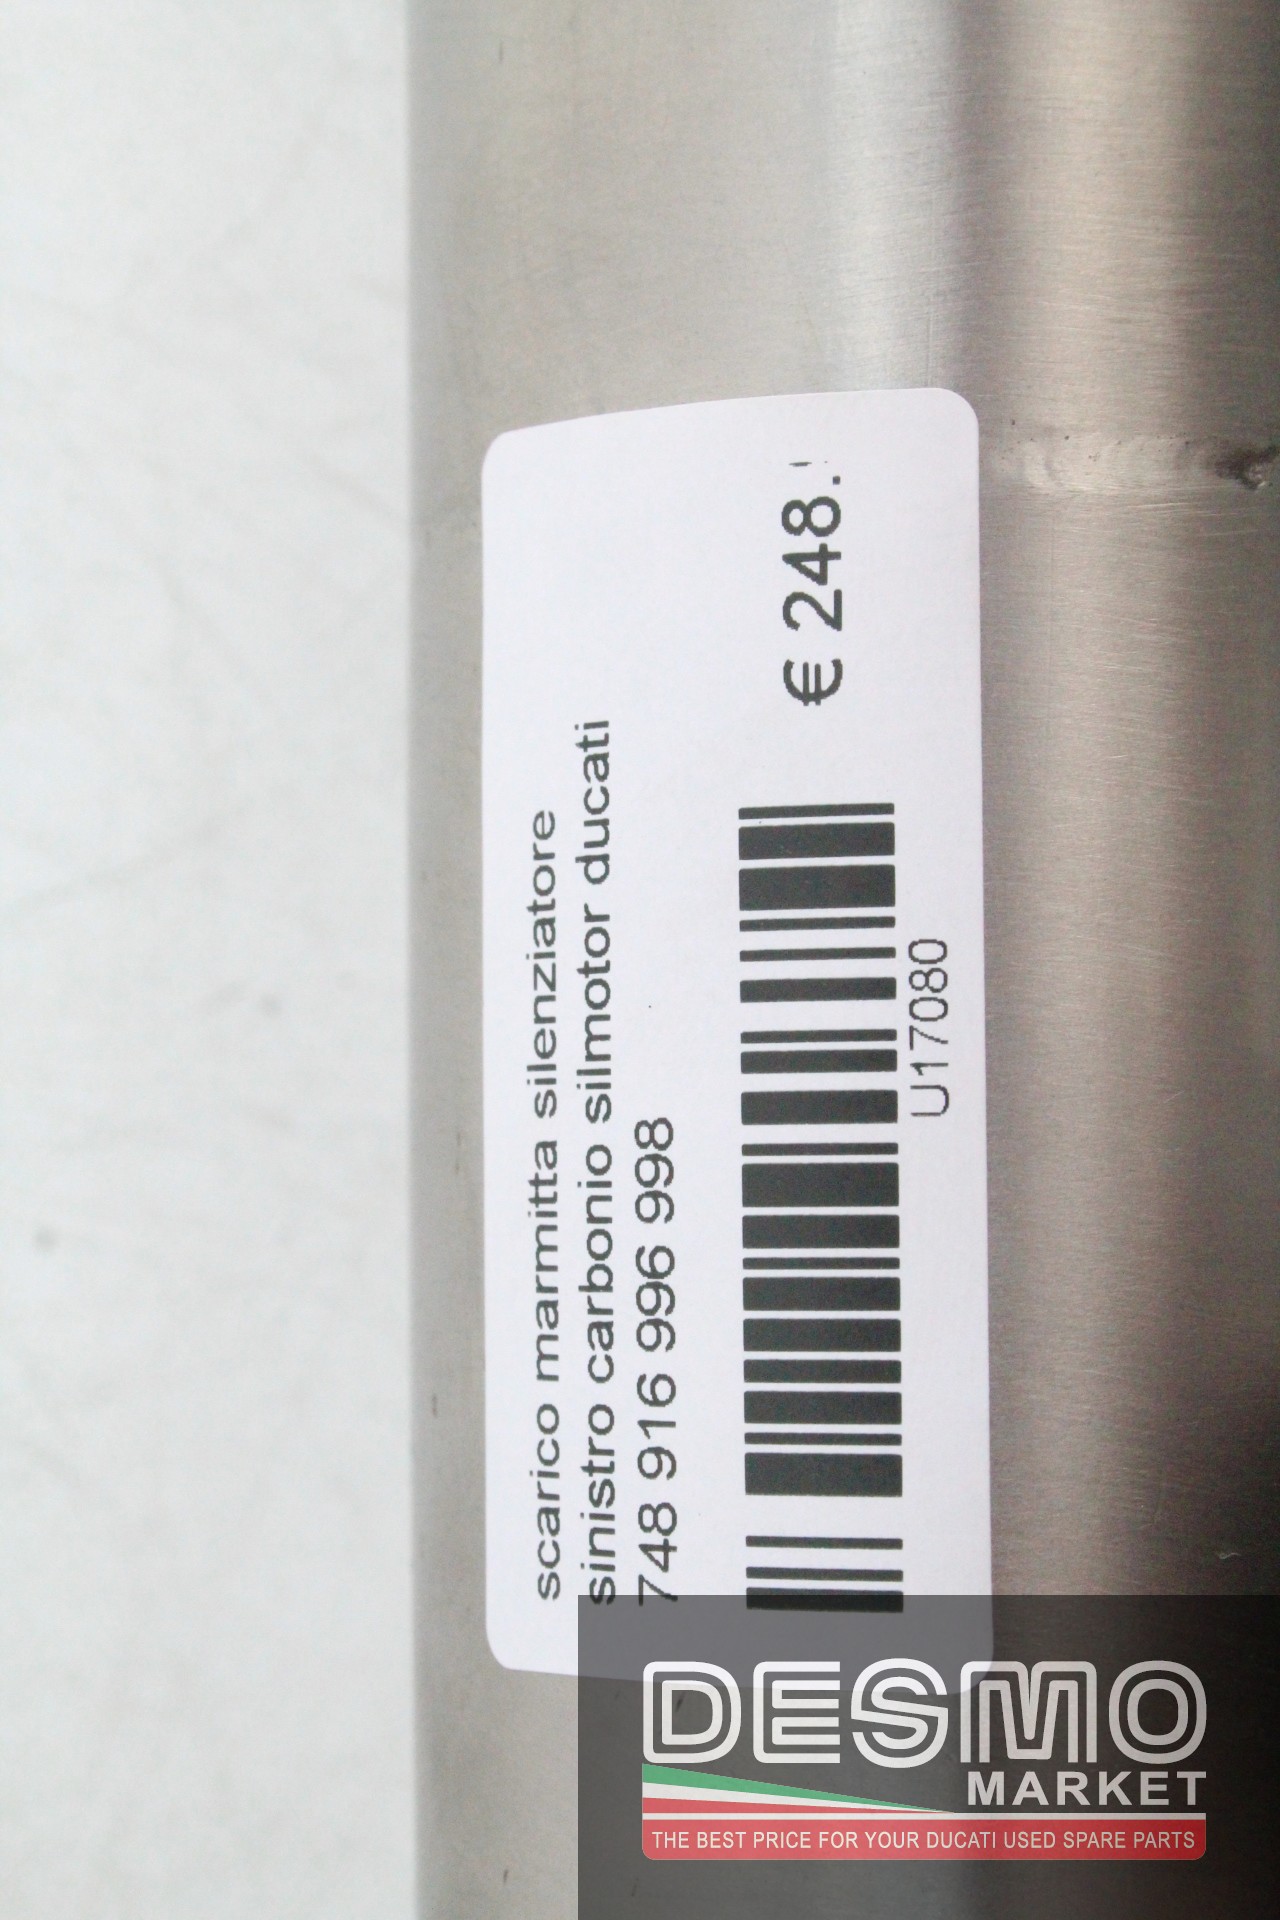 scarico marmitta silenziatore
sinistro carbonio silmotor ducati
748 916 996 998
€ 248.
U17080
DESMO
MARKET
THE BEST PRICE FOR YOUR DUCATI USED SPARE PARTS